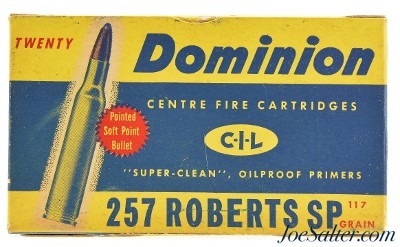 TWENTY
Dominion
CENTRE FIRE CARTRIDGES
Pointed
Soft Point
Bullet
C-I-L
"SUPER-CLEAN", OILPROOF PRIMERS
257 ROBERTS SP 117
GRAIN
JoeSalter.com